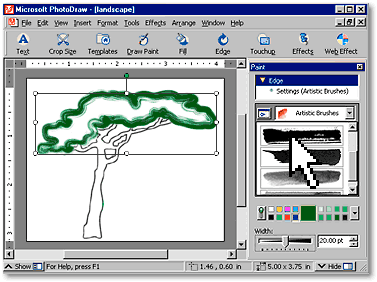 Microsoft PhotoDraw - [landscape]
File Edit View Insert Format Tools Effects Arrange Window Help
Text Crop Size Templates Draw Paint Fill Edge Touchup Effects Web Effect
Paint
Edge
Settings (Artistic Brushes)
Artistic Brushes
Width:
20.00 pt
Show
For Help, press F1
1.46 , 0.60 in
5.00 x 3.75 in
Hide